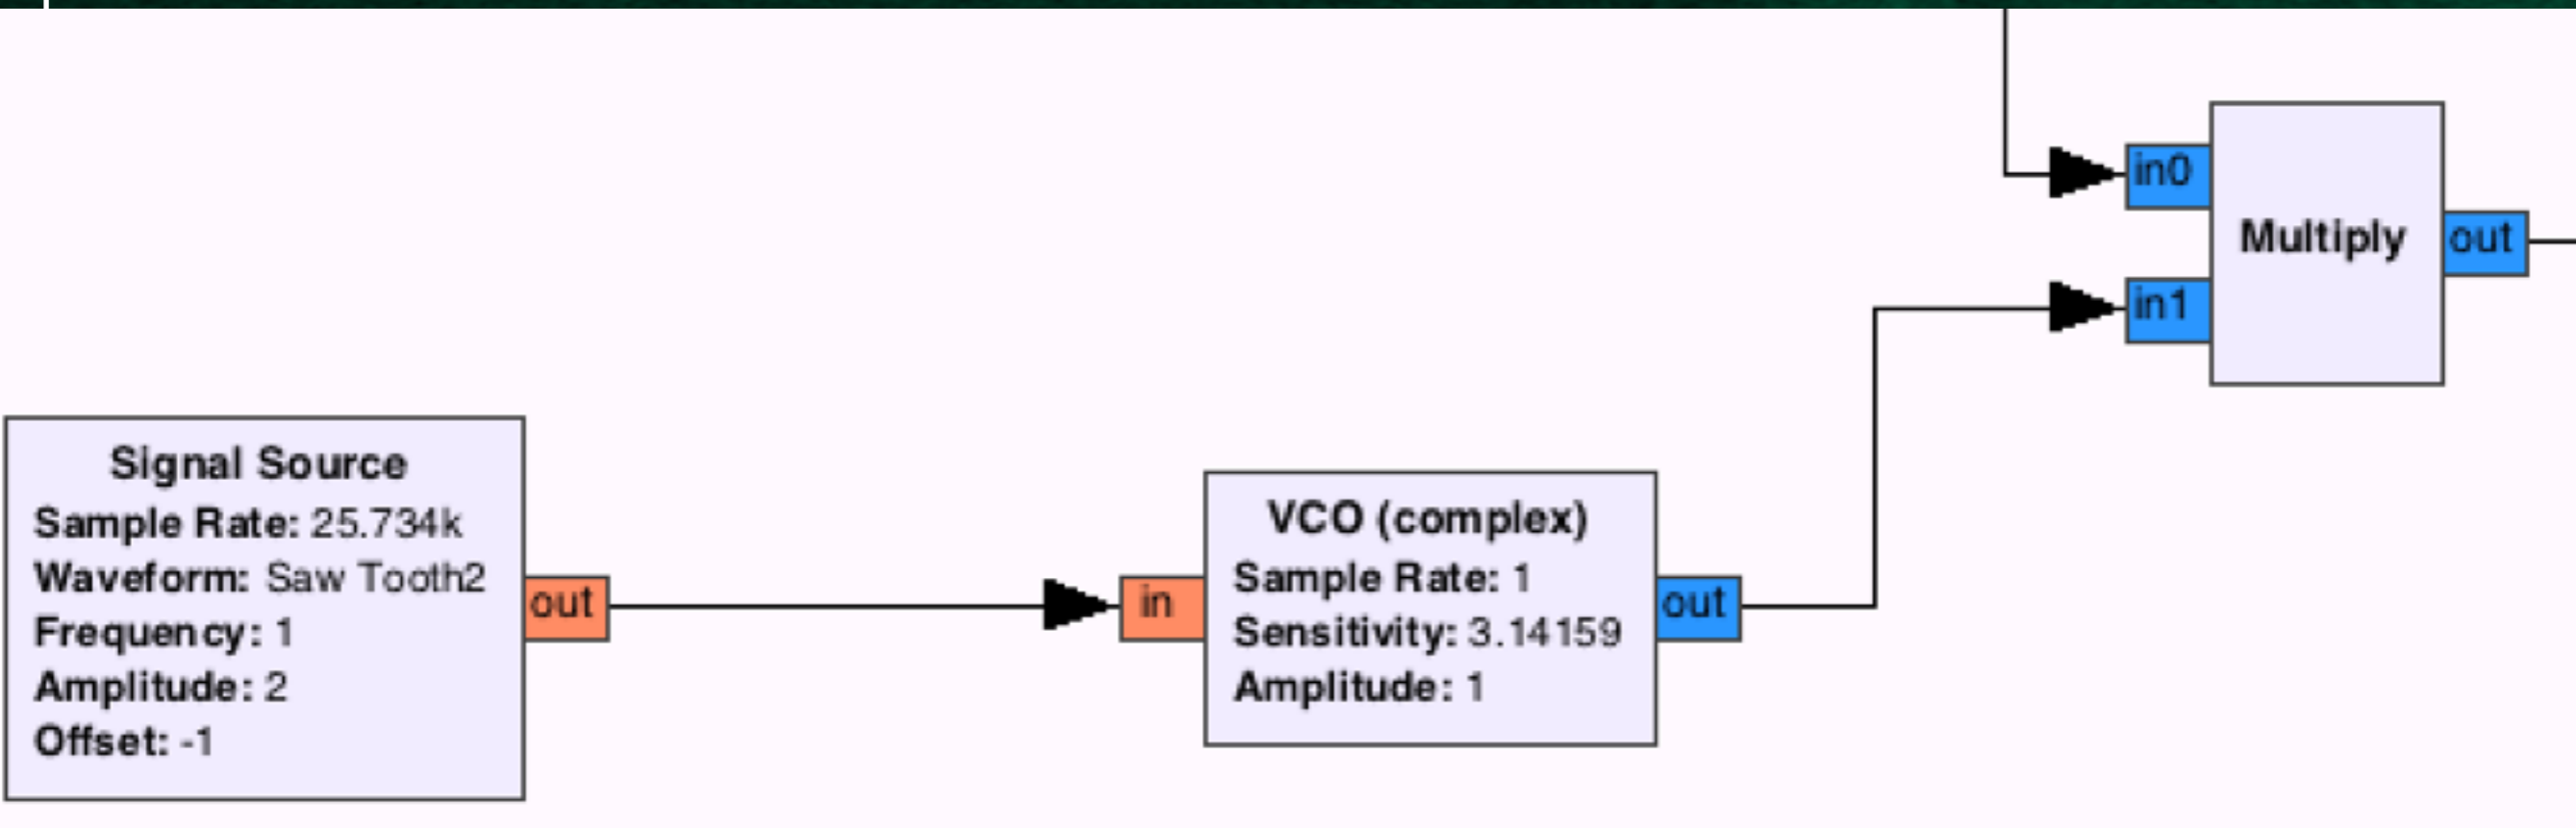 in0
Multiply
out
in1
Signal Source
Sample Rate: 25.734k
Waveform: Saw Tooth2
Frequency: 1
Amplitude: 2
Offset: -1
out
in
VCO (complex)
Sample Rate: 1
Sensitivity: 3.14159
Amplitude: 1
out